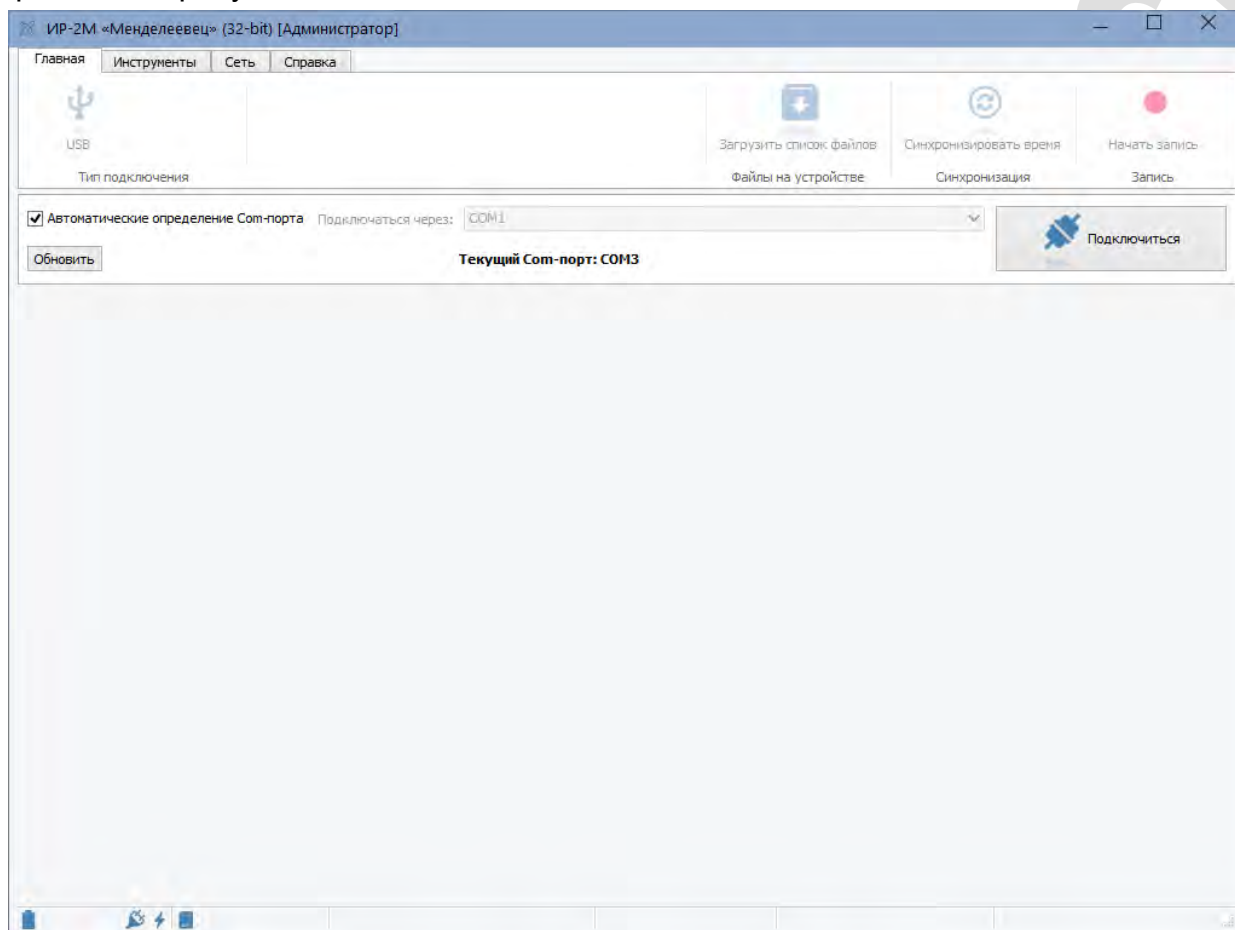 ИР-2М «Менделеевец» (32-bit) [Администратор]
Главная Инструменты Сеть Справка
USB Загрузить список файлов Синхронизировать время Начать запись
Тип подключения Файлы на устройстве Синхронизация Запись
Автоматические определение Com-порта Подключаться через: COM1
Подключиться
Обновить Текущий Com-порт: COM3